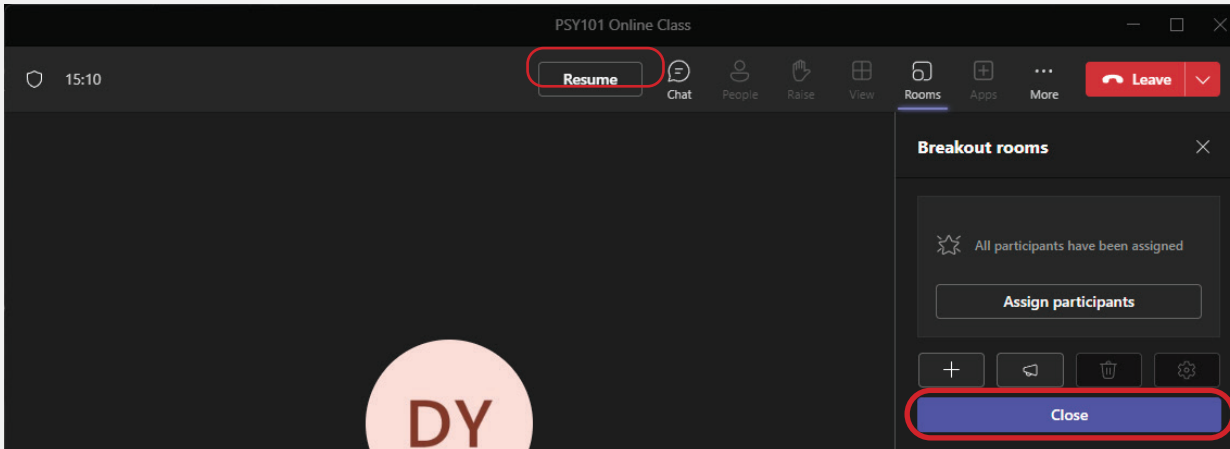 PSY101 Online Class
15:10
Resume
Chat
People
Raise
View
Rooms
Apps
More
Leave
Breakout rooms
All participants have been assigned
Assign participants
Close
DY